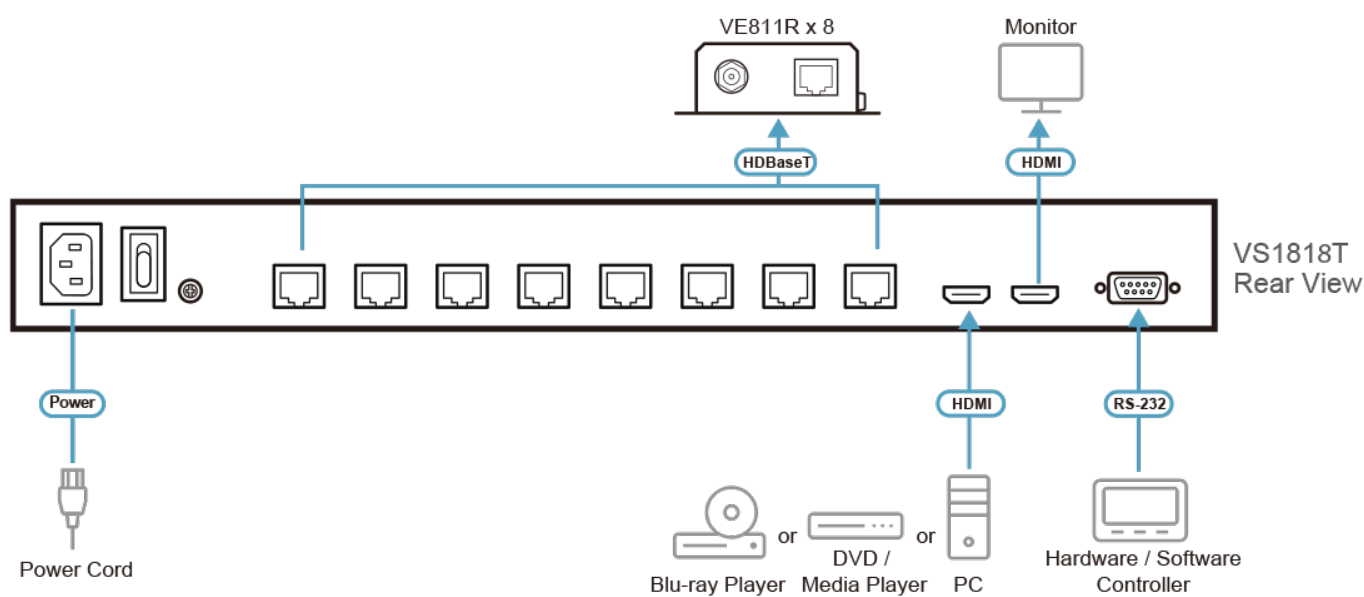 VE811R x 8
Monitor
HDBaseT
HDMI
VS1818T
Rear View
Power
HDMI
RS-232
Power Cord
or
or
Blu-ray Player
DVD /
Media Player
PC
Hardware / Software
Controller